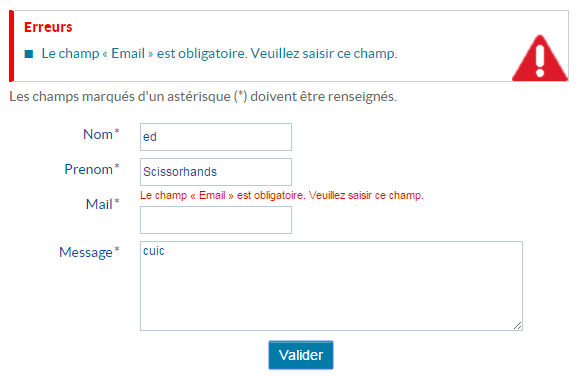 Erreurs
Le champ « Email » est obligatoire. Veuillez saisir ce champ.
Les champs marqués d'un astérisque (*) doivent être renseignés.
Nom* ed
Prenom* Scissorhands
Le champ « Email » est obligatoire. Veuillez saisir ce champ.
Mail*
Message* cuic
Valider